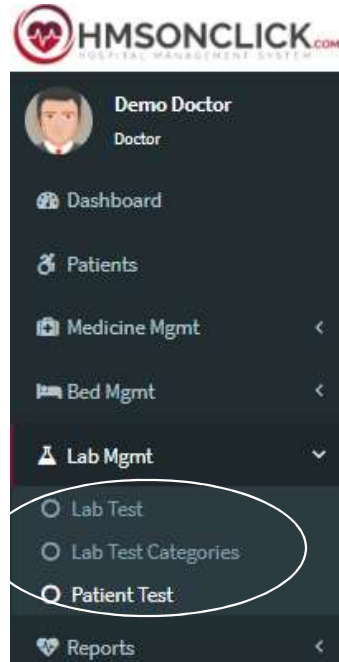 HMSONCLICK.COM
HOSPITAL MANAGEMENT SYSTEM
Demo Doctor
Doctor
Dashboard
Patients
Medicine Mgmt
Bed Mgmt
Lab Mgmt
Lab Test
Lab Test Categories
Patient Test
Reports